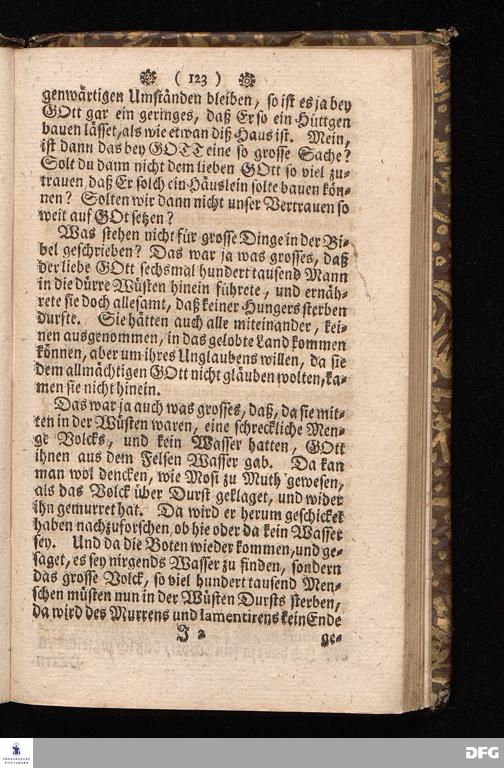 ( 123 )
genwärtigen Umständen bleiben, so ist es ja bey
GOtt gar ein geringes, daß Er so ein Hüttgen
bauen lässet, als wie etwan diß Haus ist. Mein,
ist dann das bey GOTT eine so grosse Sache?
Solt du dann nicht dem lieben GOtt so viel zu-
trauen, daß Er solch ein Häuslein solte bauen kön-
nen? Solten wir dann nicht unser Vertrauen so
weit auf GOtt setzen?
Was stehen nicht für grosse Dinge in der Bi-
bel geschrieben? Das war ja was grosses, daß
der liebe GOtt sechsmal hundert tausend Mann
in die dürre Wüsten hinein führete, und ernäh-
rete sie doch allesamt, daß keiner Hungers sterben
durfte. Sie hätten auch alle miteinander, kei-
nen ausgenommen, in das gelobte Land kommen
können, aber um ihres Unglaubens willen, da sie
dem allmächtigen GOtt nicht gläuben wolten, ka-
men sie nicht hinein.
Das war ja auch was grosses, daß, da sie mit-
ten in der Wüsten waren, eine schreckliche Men-
ge Volcks, und kein Wasser hatten, GOtt
ihnen aus dem Felsen Wasser gab. Da kan
man wol dencken, wie Mosi zu Muth gewesen,
als das Volck über Durst geklaget, und wider
ihn gemurret hat. Da wird er herum geschicket
haben nachzuforschen, ob hie oder da kein Wasser
sey. Und da die Boten wieder kommen, und ge-
saget, es sey nirgends Wasser zu finden, sondern
das grosse Volck, so viel hundert tausend Men-
schen müsten nun in der Wüsten Dursts sterben,
da wird des Murrens und lamentirens kein Ende
J 2 ge-
FRANCKESCHE
STIFTUNGEN
DFG